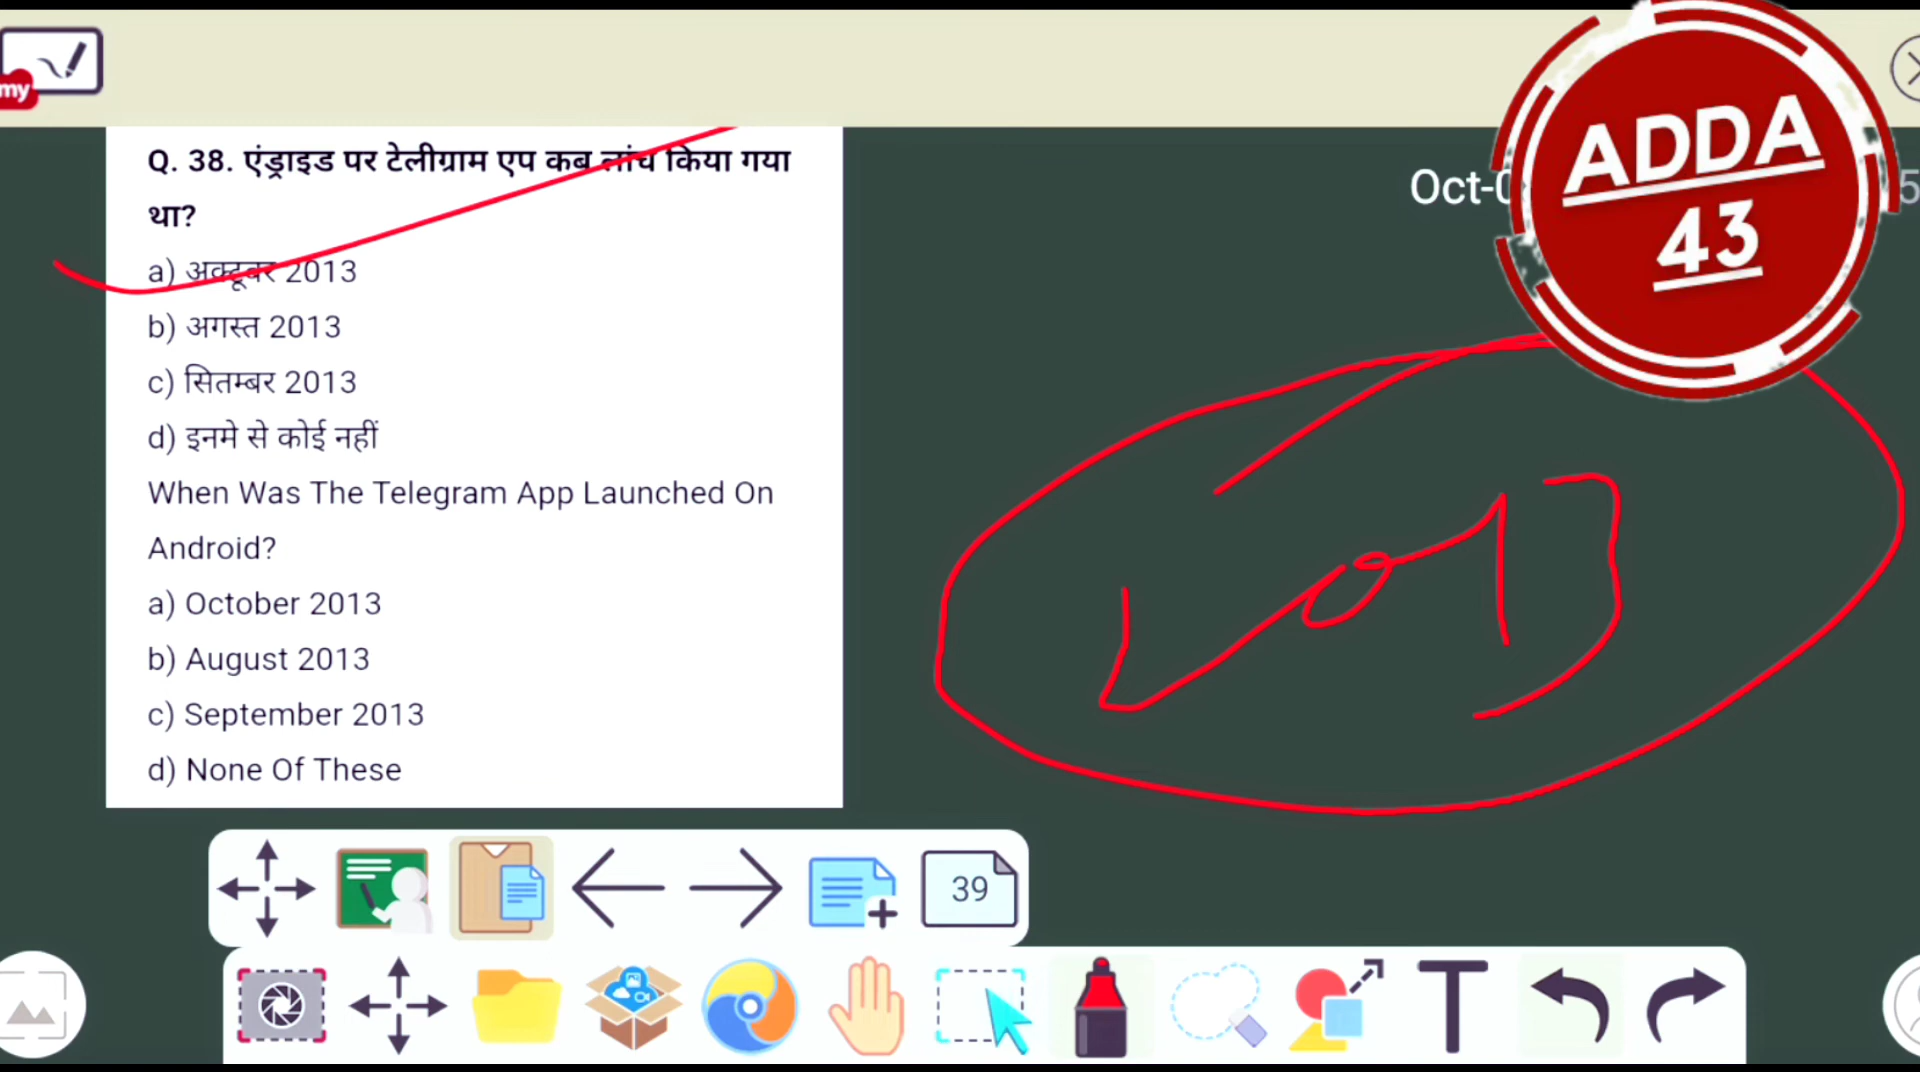 my
Q. 38. एंड्राइड पर टेलीग्राम एप कब लांच किया गया
था?
a) अक्टूबर 2013
b) अगस्त 2013
c) सितम्बर 2013
d) इनमे से कोई नहीं
When Was The Telegram App Launched On
Android?
a) October 2013
b) August 2013
c) September 2013
d) None Of These
Oct-0
ADDA
43
2013
39
T